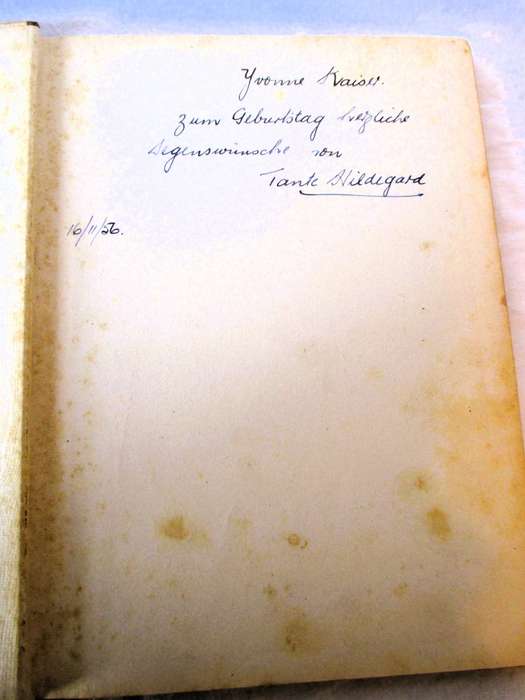 Yvonne Kaiser.
zum Geburtstag herzliche
Segenswünsche von
Tante Hildegard
16/11/56.